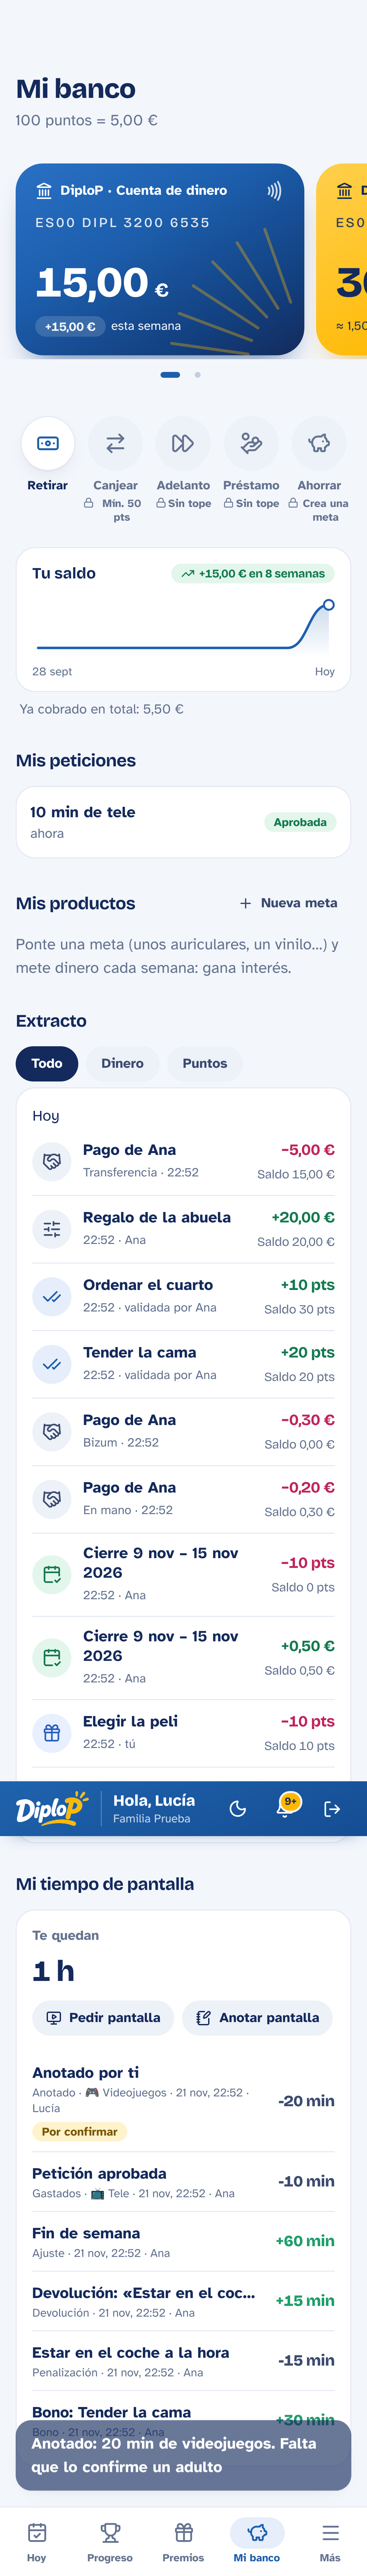 Mi banco
100 puntos = 5,00 €
DiploP · Cuenta de dinero
ES00 DIPL 3200 6535
15,00 €
+15,00 € esta semana
ES0
≈ 1,50
Retirar
Canjear
Mín. 50 pts
Adelanto
Sin tope
Préstamo
Sin tope
Ahorrar
Crea una meta
Tu saldo
+15,00 € en 8 semanas
28 sept
Hoy
Ya cobrado en total: 5,50 €
Mis peticiones
10 min de tele
ahora
Aprobada
Mis productos
+ Nueva meta
Ponte una meta (unos auriculares, un vinilo...) y
mete dinero cada semana: gana interés.
Extracto
Todo
Dinero
Puntos
Hoy
Pago de Ana
−5,00 €
Transferencia · 22:52
Saldo 15,00 €
Regalo de la abuela
+20,00 €
22:52 · Ana
Saldo 20,00 €
Ordenar el cuarto
+10 pts
22:52 · validada por Ana
Saldo 30 pts
Tender la cama
+20 pts
22:52 · validada por Ana
Saldo 20 pts
Pago de Ana
−0,30 €
Bizum · 22:52
Saldo 0,00 €
Pago de Ana
−0,20 €
En mano · 22:52
Saldo 0,30 €
Cierre 9 nov – 15 nov
2026
−10 pts
22:52 · Ana
Saldo 0 pts
Cierre 9 nov – 15 nov
2026
+0,50 €
22:52 · Ana
Saldo 0,50 €
Elegir la peli
−10 pts
22:52 · tú
Saldo 10 pts
DiploP
Hola, Lucía
Familia Prueba
9+
Mi tiempo de pantalla
Te quedan
1 h
Pedir pantalla
Anotar pantalla
Anotado por ti
Anotado · 🎮 Videojuegos · 21 nov, 22:52 ·
Lucía
-20 min
Por confirmar
Petición aprobada
-10 min
Gastados · 📺 Tele · 21 nov, 22:52 · Ana
Fin de semana
+60 min
Ajuste · 21 nov, 22:52 · Ana
Devolución: «Estar en el coc...
+15 min
Devolución · 21 nov, 22:52 · Ana
Estar en el coche a la hora
-15 min
Penalización · 21 nov, 22:52 · Ana
Bono: Tender la cama
+30 min
Bono · 21 nov, 22:52 · Ana
Anotado: 20 min de videojuegos. Falta
que lo confirme un adulto
Hoy
Progreso
Premios
Mi banco
Más